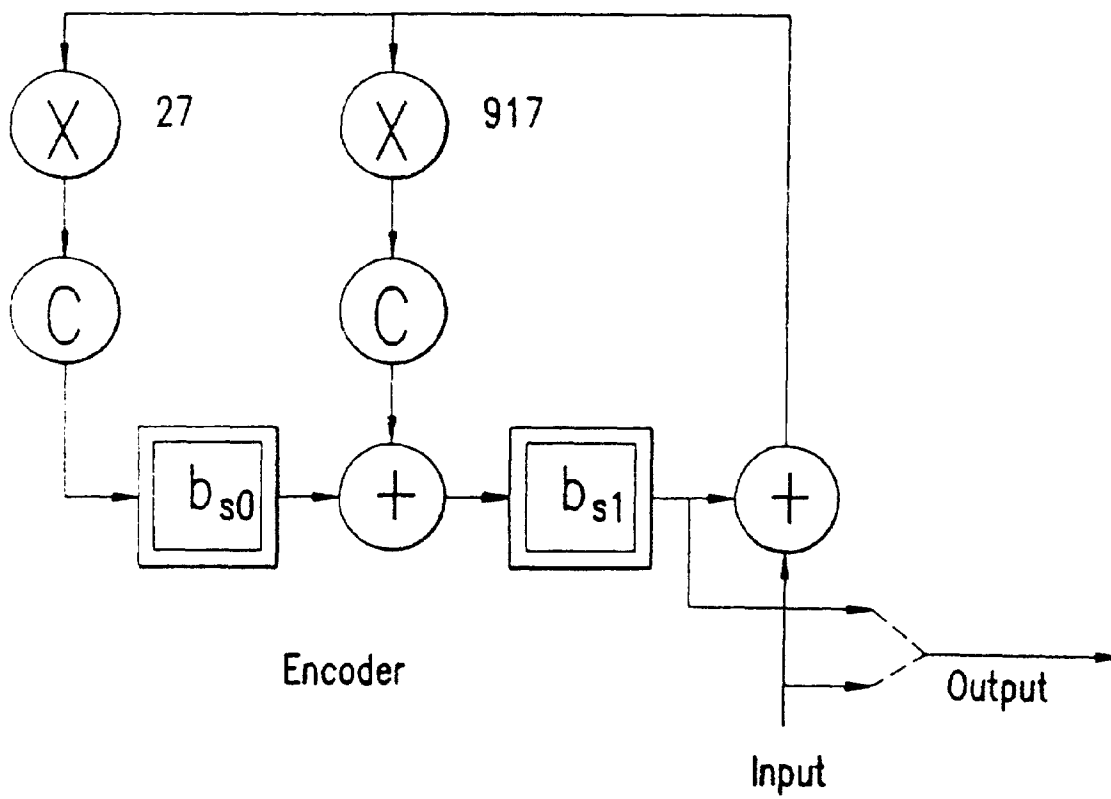 X 27 X 917
C C
b_s0 + b_s1 +
Encoder
Output
Input